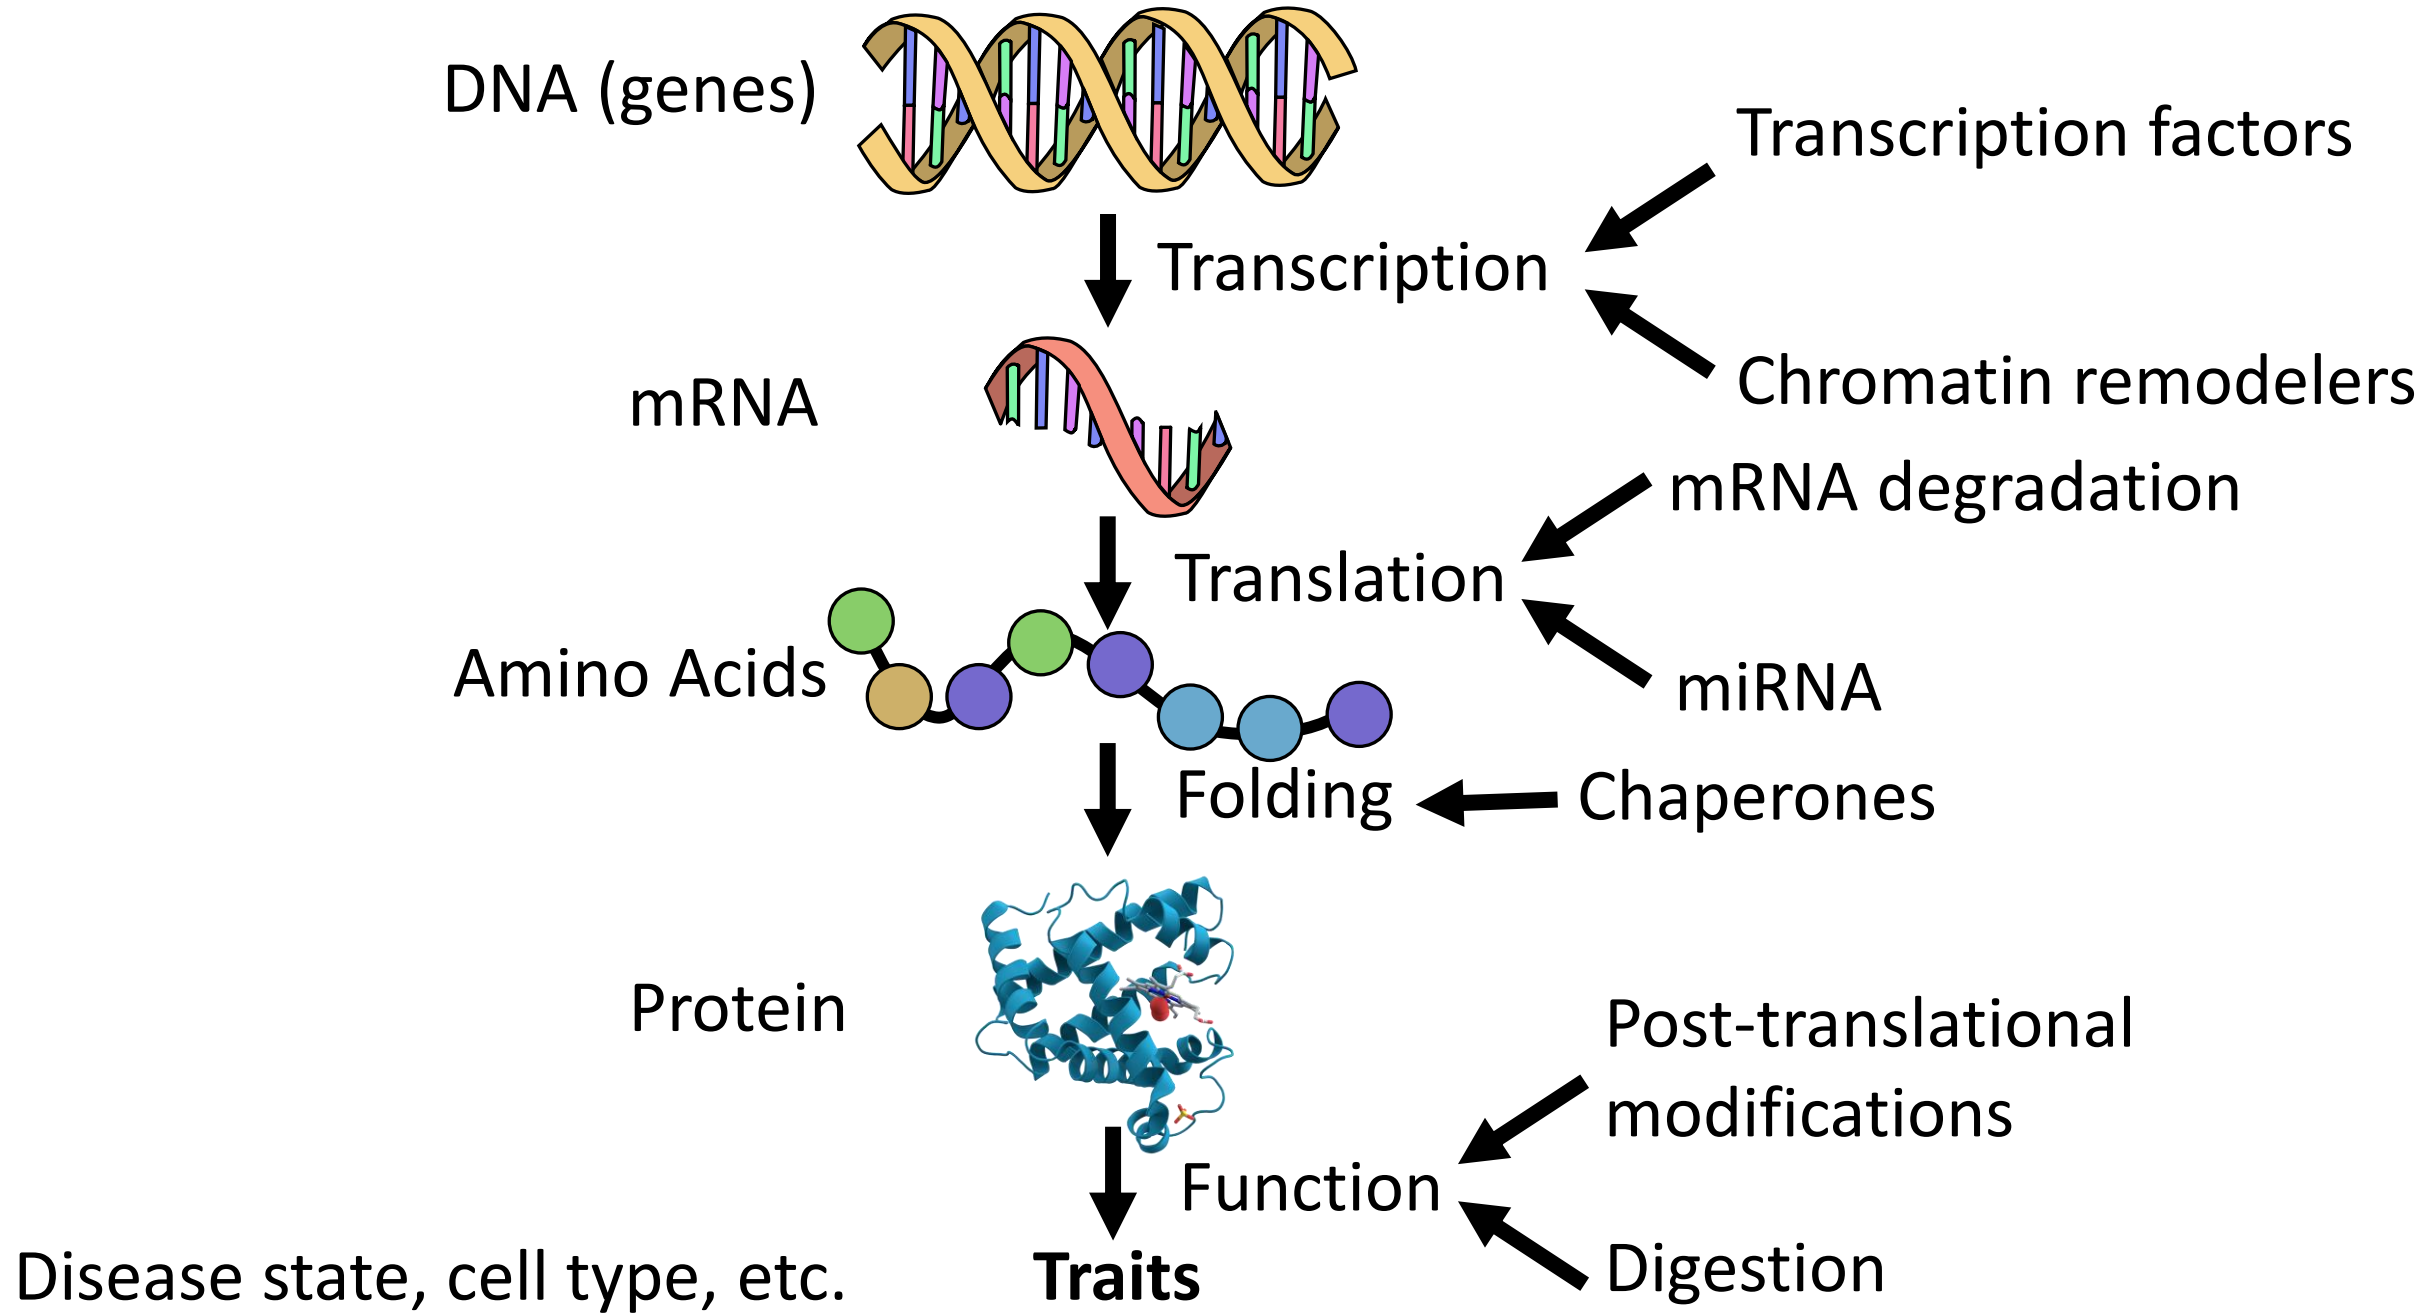 DNA (genes)
Transcription factors
Transcription
Chromatin remodelers
mRNA
mRNA degradation
Translation
miRNA
Amino Acids
Folding
Chaperones
Protein
Post-translational
modifications
Function
Digestion
Disease state, cell type, etc.
Traits